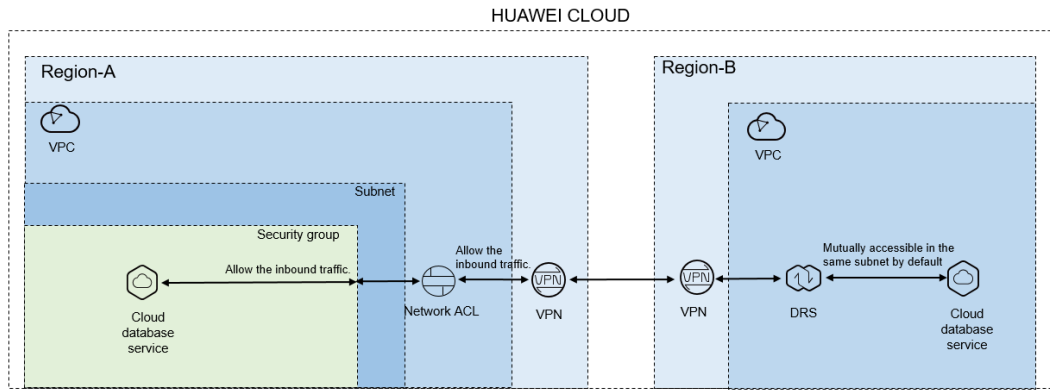 HUAWEI CLOUD
Region-A
VPC
Subnet
Security group
Allow the inbound traffic.
Cloud
database
service
Network ACL
Allow the
inbound traffic.
VPN
VPN
Region-B
VPC
VPN
VPN
DRS
Mutually accessible in the
same subnet by default
Cloud
database
service